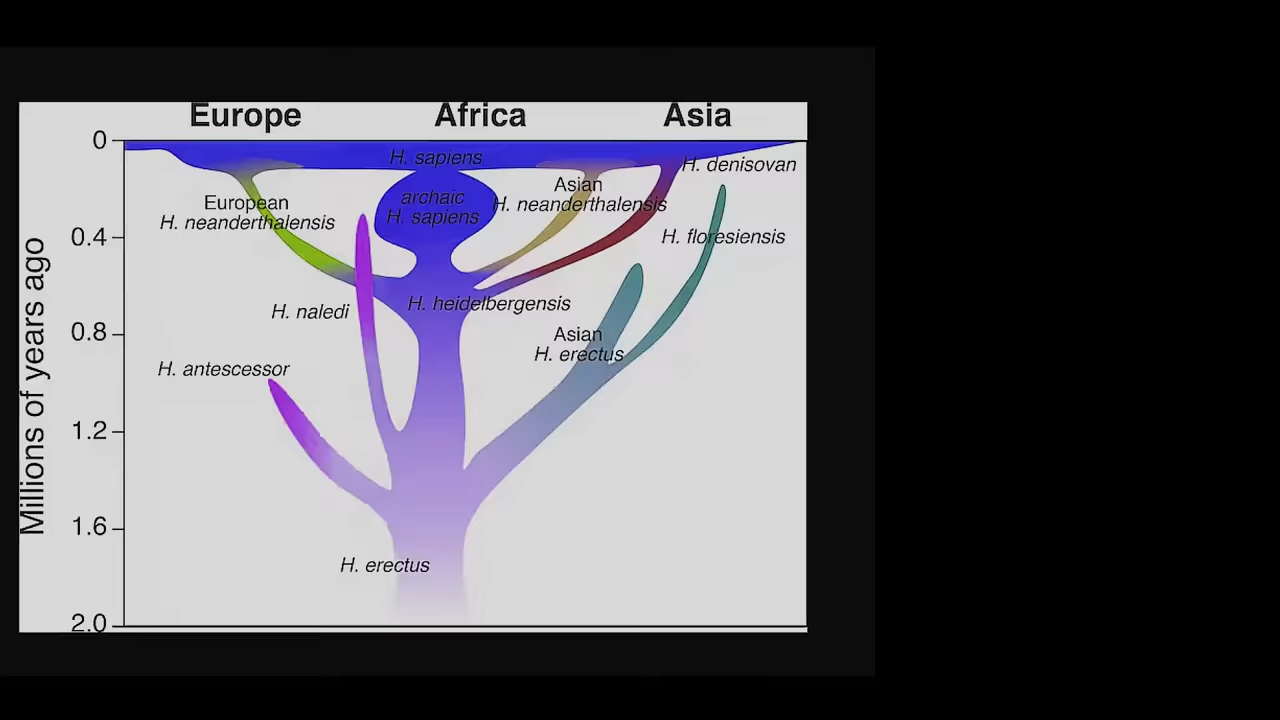 Europe Africa Asia
0
H. sapiens
H. denisovan
archaic
H. sapiens
Asian
H. neanderthalensis
European
H. neanderthalensis
0.4
H. floresiensis
H. naledi
H. heidelbergensis
0.8
Asian
H. erectus
H. antescessor
1.2
1.6
H. erectus
2.0
Millions of years ago